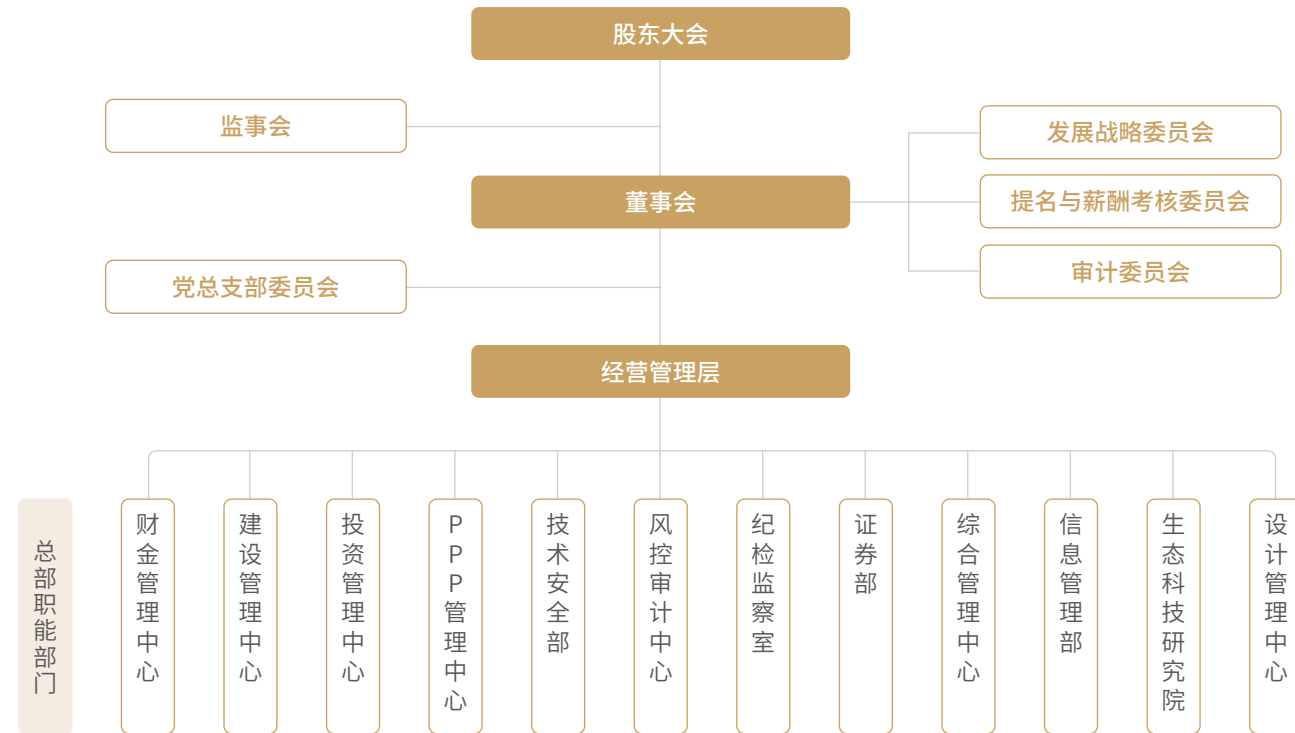 股东大会
监事会
发展战略委员会
董事会
提名与薪酬考核委员会
审计委员会
党总支部委员会
经营管理层
总部职能部门
财金管理中心
建设管理中心
投资管理中心
PPP管理中心
技术安全部
风控审计中心
纪检监察室
证券部
综合管理中心
信息管理部
生态科技研究院
设计管理中心